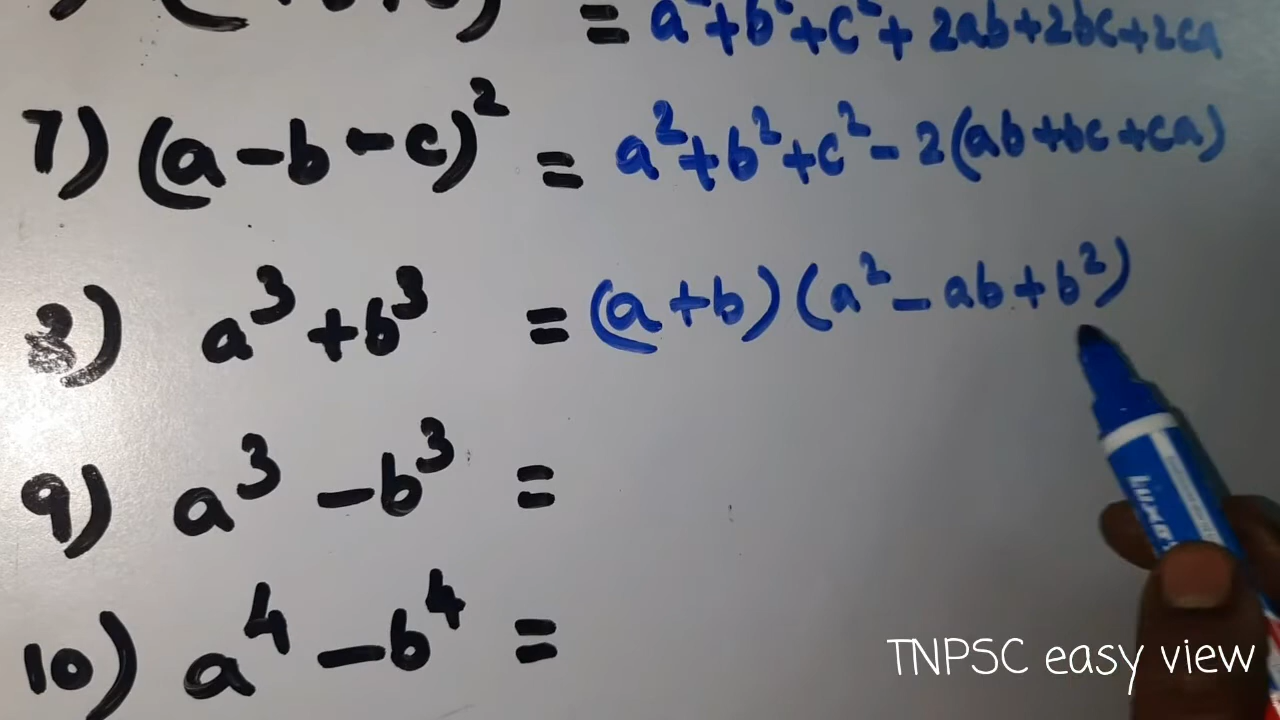 = a²+b²+c²+ 2ab+2bc+2ca
7) (a-b-c)² = a²+b²+c²-2(ab+bc+ca)
8) a³+b³ = (a+b)(a²-ab+b²)
9) a³-b³ =
10) a⁴-b⁴ =
Luxo
TNPSC easy view